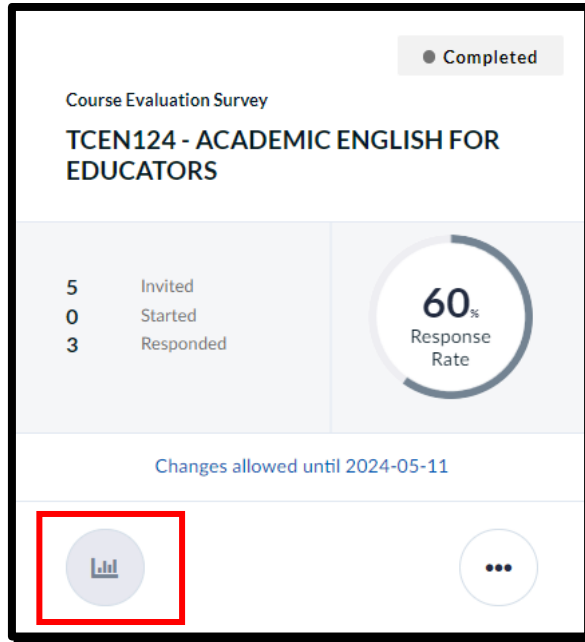 Completed
Course Evaluation Survey
TCEN124 - ACADEMIC ENGLISH FOR
EDUCATORS
5 Invited
0 Started
3 Responded
60%
Response
Rate
Changes allowed until 2024-05-11